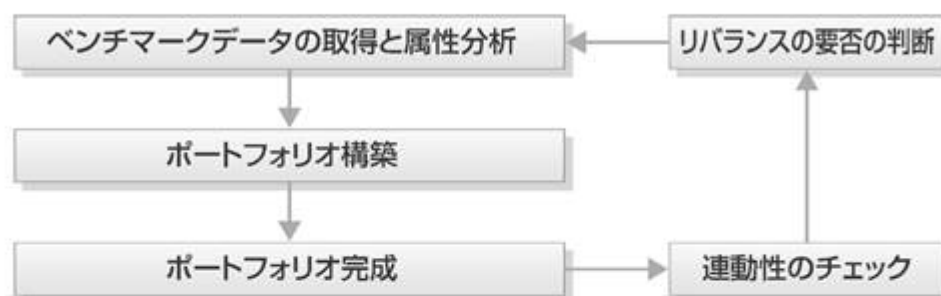 ベンチマークデータの取得と属性分析
リバランスの要否の判断
ポートフォリオ構築
ポートフォリオ完成
連動性のチェック